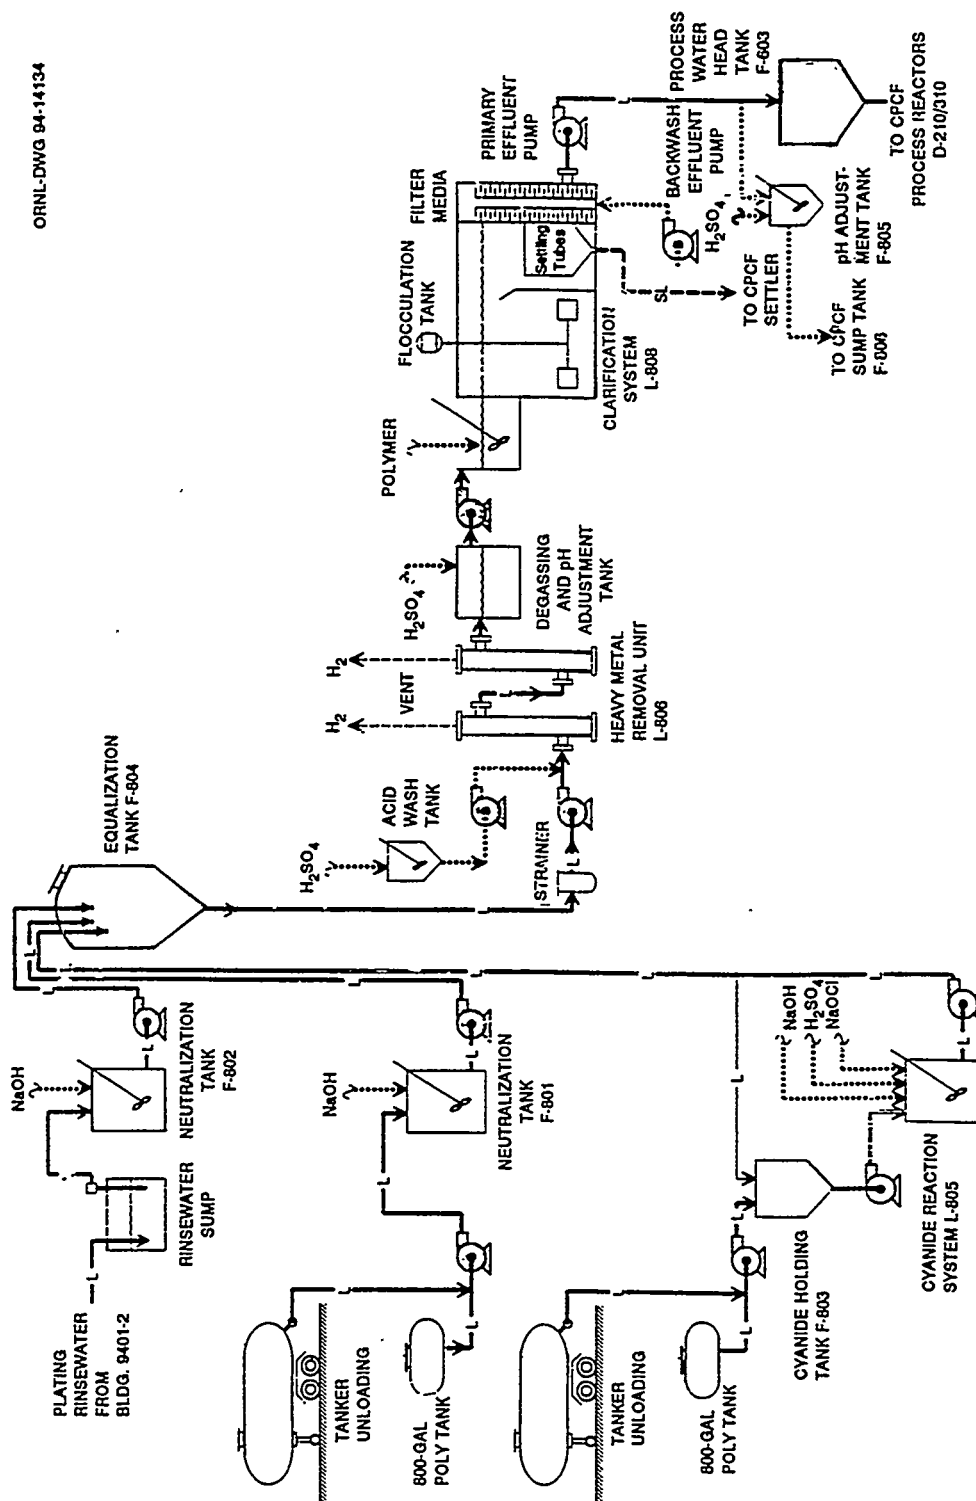 ORNL-DWG 94-14134
EQUALIZATION
TANK F-804
NaOH
NEUTRALIZATION
TANK
F-802
RINSEWATER
SUMP
PLATING
RINSEWATER
FROM
BLDG. 9401-2
L
L
L
L
L
NaOH
NEUTRALIZATION
TANK
F-801
L
L
L
L
TANKER
UNLOADING
800-GAL
POLY TANK
L
L
TANKER
UNLOADING
800-GAL
POLY TANK
L
L
L
CYANIDE HOLDING
TANK F-803
L
L
NaOH
H2SO4
NaOCl
L
CYANIDE REACTION
SYSTEM L-805
L
STRAINER
L
H2SO4
ACID
WASH
TANK
H2
VENT
H2
L
HEAVY METAL
REMOVAL UNIT
L-806
H2SO4
DEGASSING
AND pH
ADJUSTMENT
TANK
POLYMER
FLOCCULATION
TANK
CLARIFICATION
SYSTEM
L-808
Settling
Tubes
FILTER
MEDIA
PRIMARY
EFFLUENT
PUMP
L
BACKWASH
EFFLUENT
PUMP
SL
TO CPCF
SETTLER
H2SO4
pH ADJUST-
MENT TANK
F-805
TO CPCF
SUMP TANK
F-806
PROCESS
WATER
HEAD
TANK
F-603
TO CPCF
PROCESS REACTORS
D-210/310